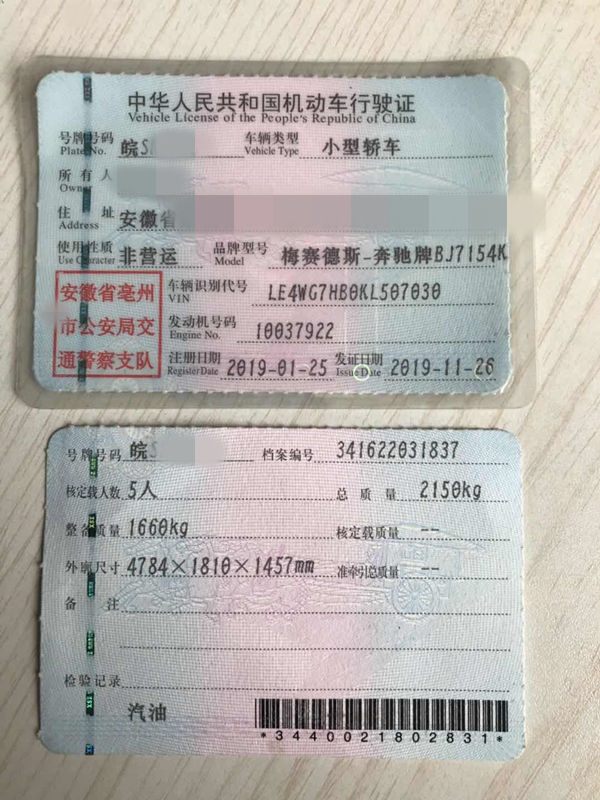 中华人民共和国机动车行驶证
Vehicle License of the People's Republic of China
号牌号码 皖S 车辆类型 小型轿车
Plate No. Vehicle Type
所有人
Owner
住址 安徽省
Address
使用性质 非营运 品牌型号 梅赛德斯-奔驰牌BJ7154K
Use Character Model
安徽省亳州
市公安局交
通警察支队
车辆识别代号 LE4WG7HB0KL507030
VIN
发动机号码 10037922
Engine No.
注册日期 2019-01-25 发证日期 2019-11-26
Register Date Issue Date
号牌号码 皖S 档案编号 341622031837
核定载人数 5人 总质量 2150kg
整备质量 1660kg 核定载质量 --
外廓尺寸 4784×1810×1457mm 准牵引总质量 --
备注
检验记录
汽油
*3440021802831*